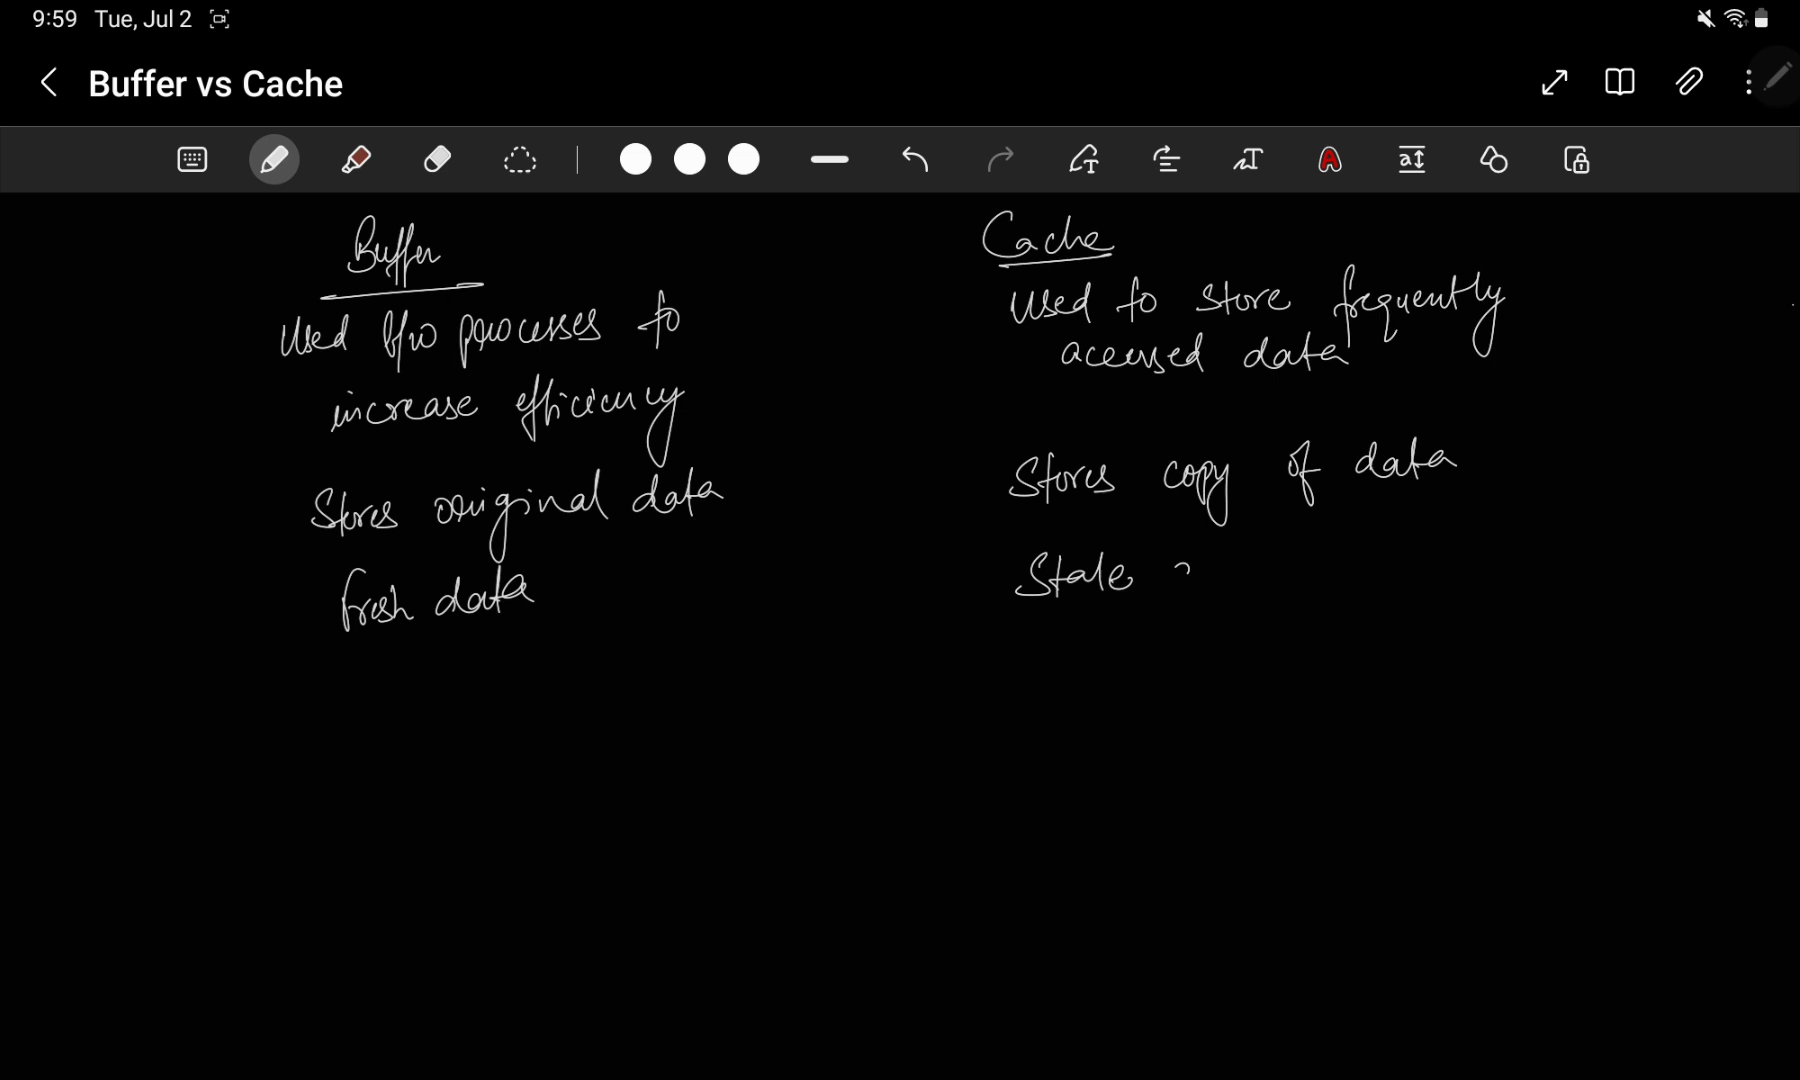 9:59 Tue, Jul 2
Buffer vs Cache
Buffer
Used b/w processes to
increase efficiency
Stores original data
fresh data
Cache
Used to store frequently
accessed data
Stores copy of data
Stale